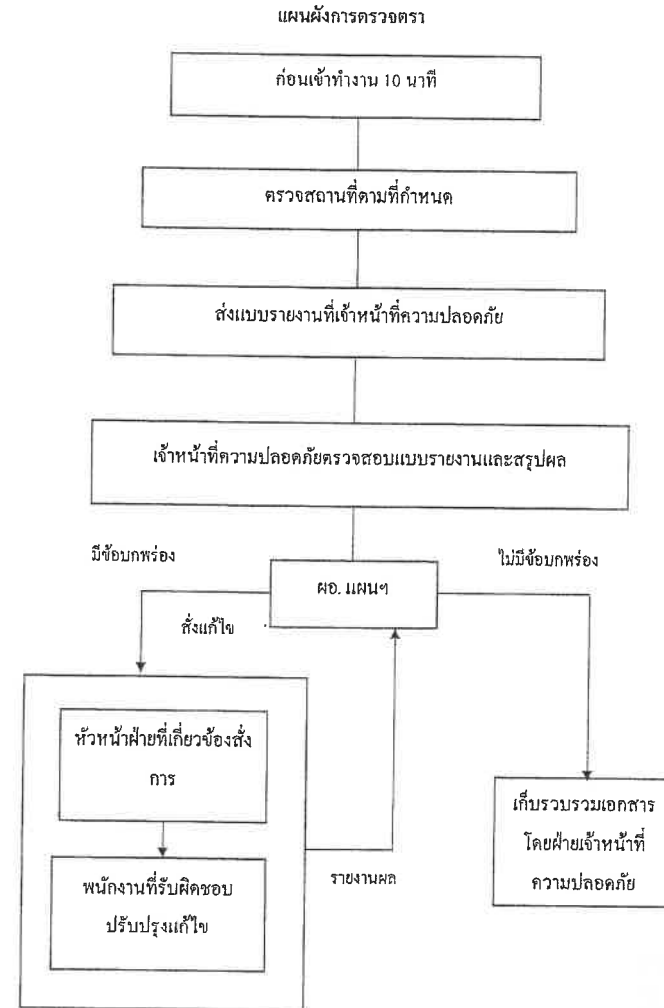 แผนผังการตรวจตรา
ก่อนเข้าทำงาน 10 นาที
ตรวจสถานที่ตามที่กำหนด
ส่งแบบรายงานที่เจ้าหน้าที่ความปลอดภัย
เจ้าหน้าที่ความปลอดภัยตรวจสอบแบบรายงานและสรุปผล
มีข้อบกพร่อง
ไม่มีข้อบกพร่อง
ผอ. แผนฯ
สั่งแก้ไข
หัวหน้าฝ่ายที่เกี่ยวข้องสั่ง
การ
พนักงานที่รับผิดชอบ
ปรับปรุงแก้ไข
รายงานผล
เก็บรวบรวมเอกสาร
โดยฝ่ายเจ้าหน้าที่
ความปลอดภัย